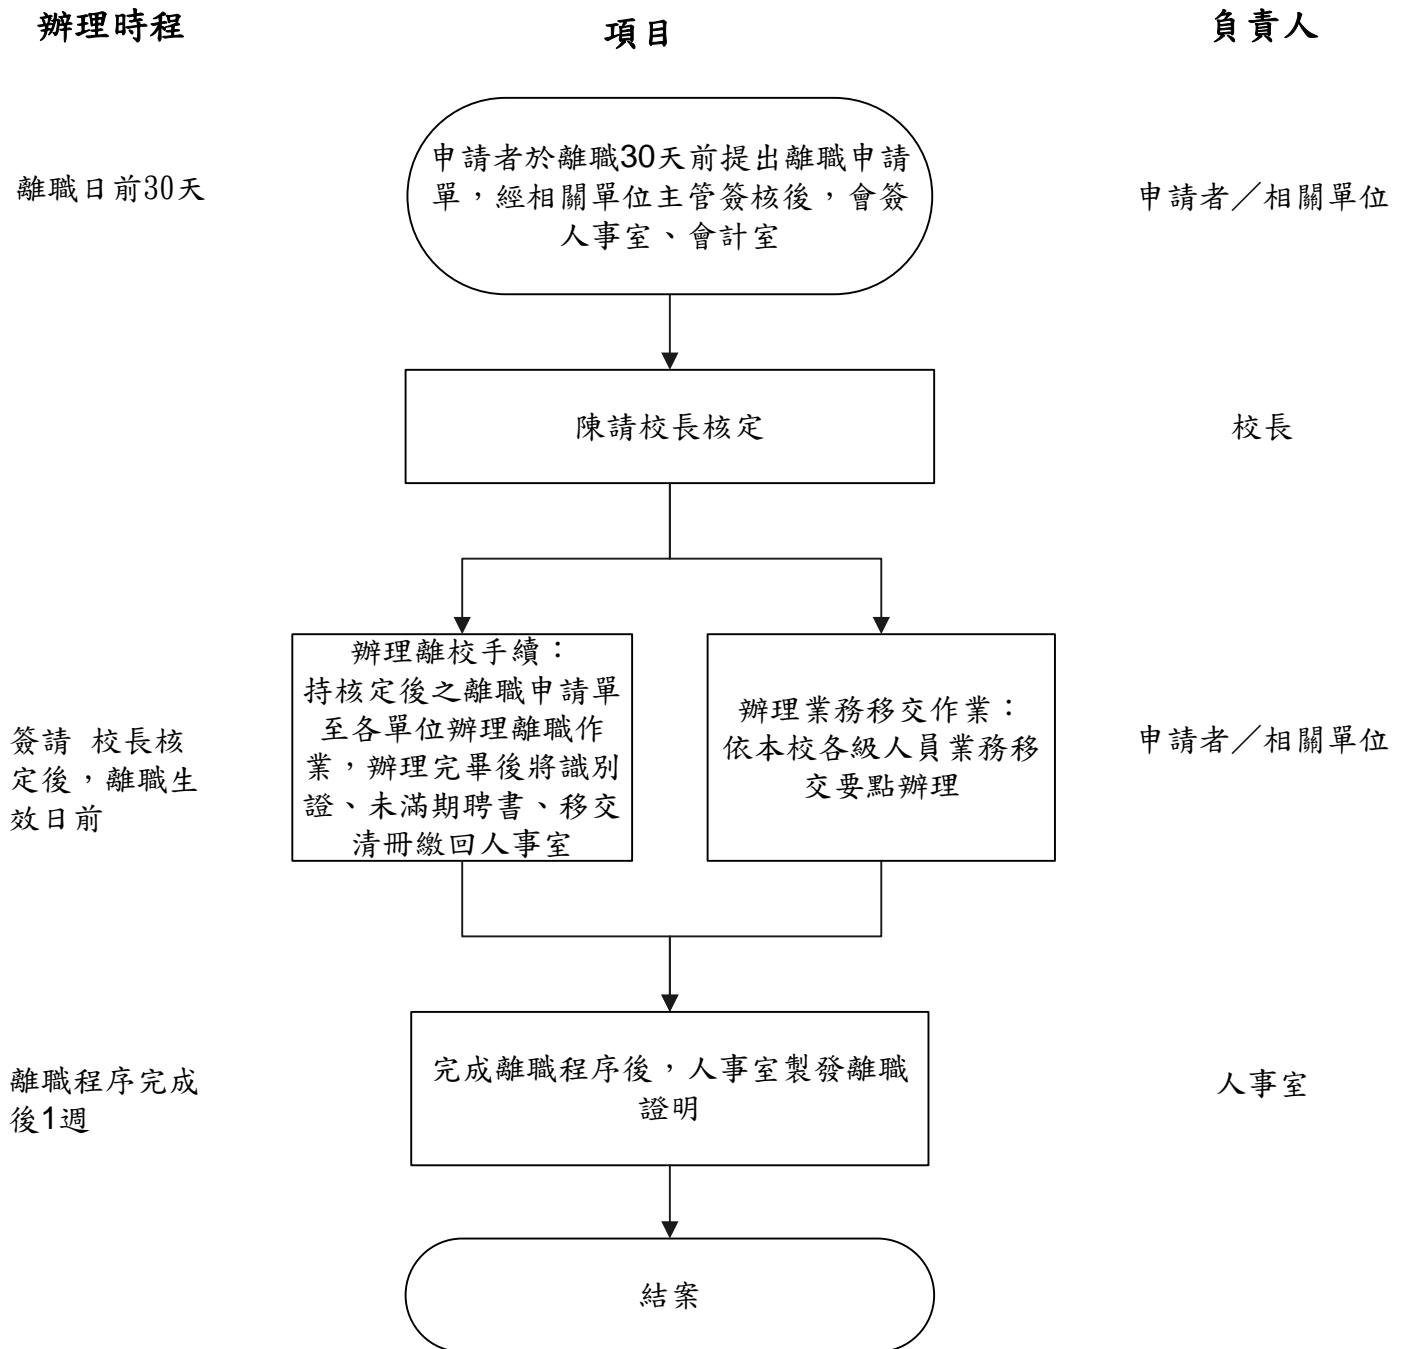 辦理時程
項目
負責人
離職日前30天
申請者於離職30天前提出離職申請
單，經相關單位主管簽核後，會簽
人事室、會計室
申請者／相關單位
陳請校長核定
校長
簽請 校長核
定後，離職生
效日前
辦理離校手續：
持核定後之離職申請單
至各單位辦理離職作
業，辦理完畢後將識別
證、未滿期聘書、移交
清冊繳回人事室
辦理業務移交作業：
依本校各級人員業務移
交要點辦理
申請者／相關單位
離職程序完成
後1週
完成離職程序後，人事室製發離職
證明
人事室
結案